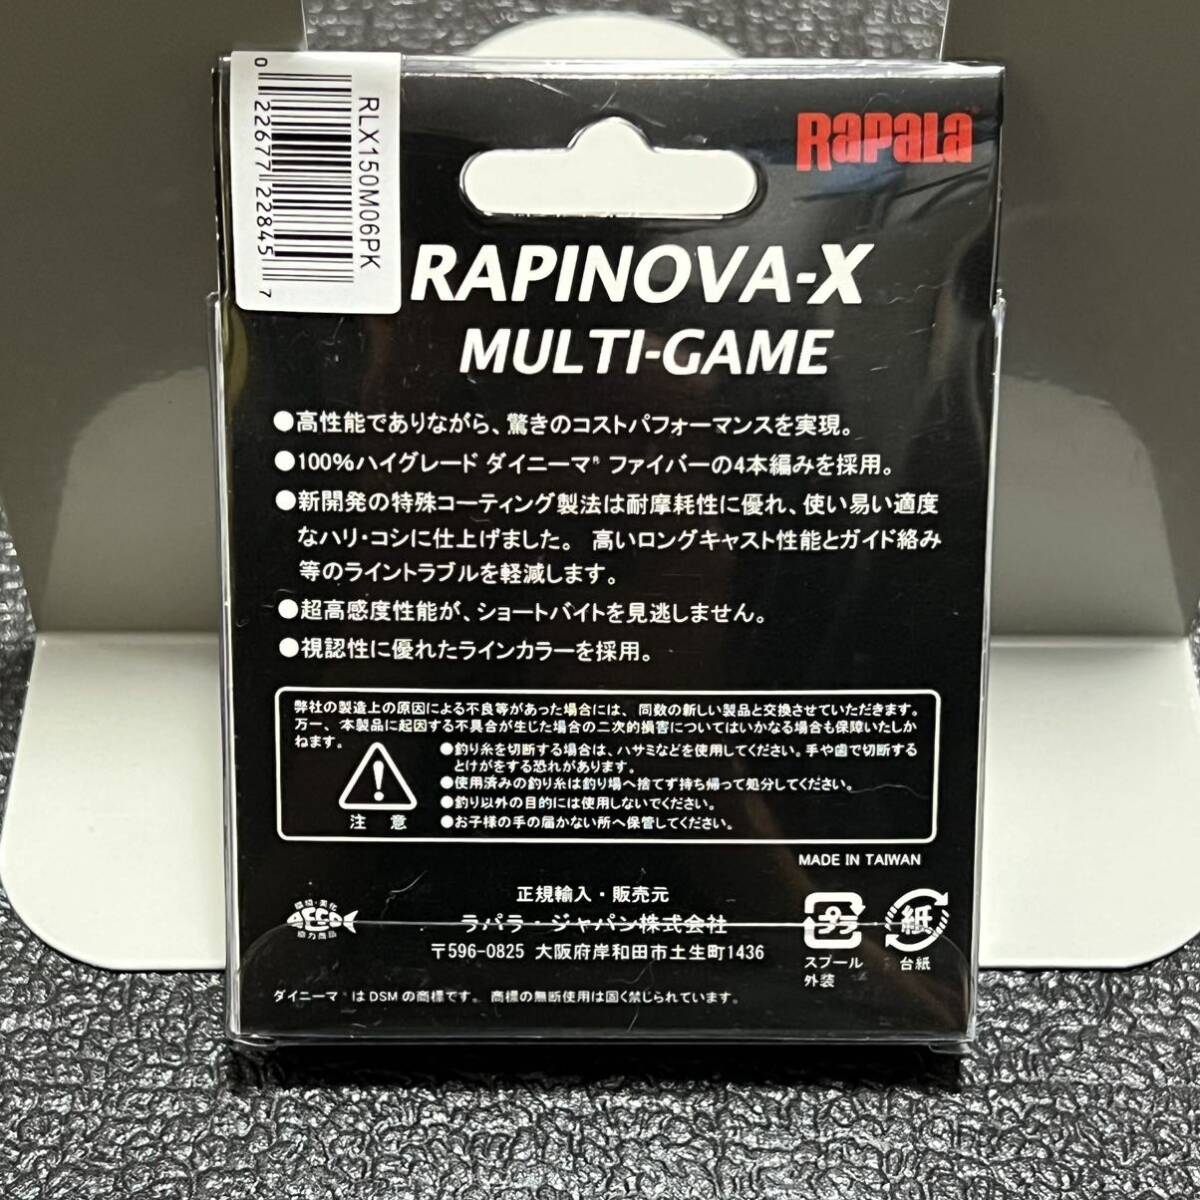 RLX150M06PK
0 22677 22845 7
RAPALA
RAPINOVA-X
MULTI-GAME
●高性能でありながら、驚きのコストパフォーマンスを実現。
●100%ハイグレード ダイニーマ® ファイバーの4本編みを採用。
●新開発の特殊コーティング製法は耐摩耗性に優れ、使い易い適度
なハリ・コシに仕上げました。 高いロングキャスト性能とガイド絡み
等のライントラブルを軽減します。
●超高感度性能が、ショートバイトを見逃しません。
●視認性に優れたラインカラーを採用。
弊社の製造上の原因による不良等があった場合には、同数の新しい製品と交換させていただきます。
万一、本製品に起因する不具合が生じた場合の二次的損害についてはいかなる場合も保障いたしか
ねます。
●釣り糸を切断する場合は、ハサミなどを使用してください。手や歯で切断する
とけがをする恐れがあります。
●使用済みの釣り糸は釣り場へ捨てず持ち帰って処分してください。
●釣り以外の目的には使用しないでください。
●お子様の手の届かない所へ保管してください。
注 意
MADE IN TAIWAN
正規輸入・販売元
ラパラ・ジャパン株式会社
〒596-0825 大阪府岸和田市土生町1436
環境・美化
協力商品
プラ
スプール
外装
紙
台紙
ダイニーマ®はDSMの商標です。 商標の無断使用は固く禁じられています。